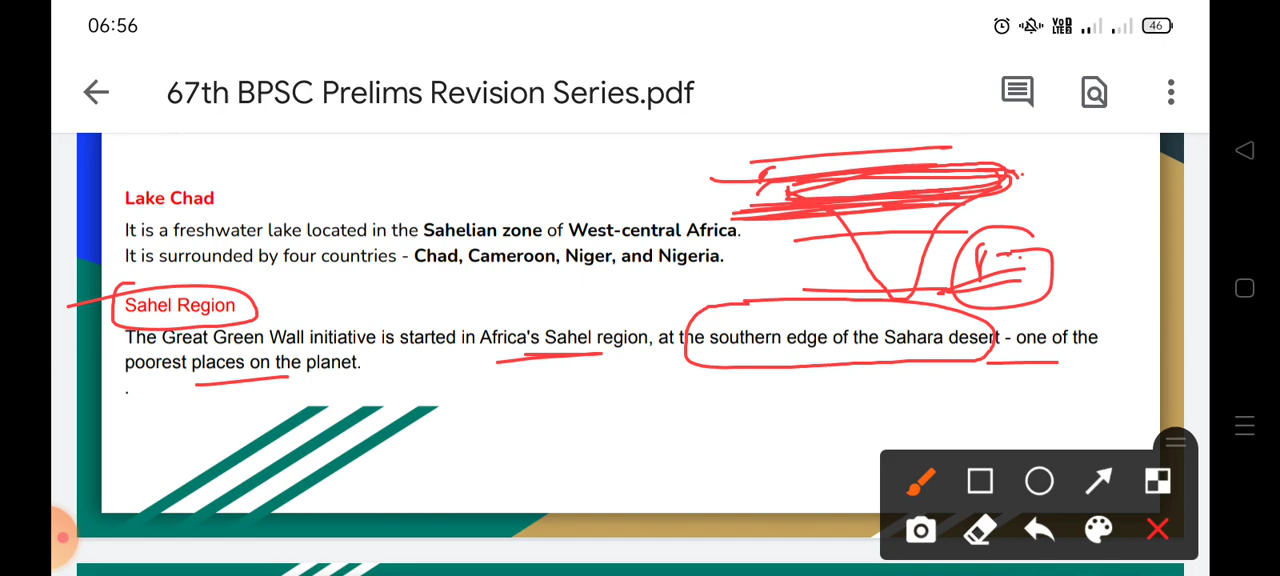 06:56
VoD LTE 46
67th BPSC Prelims Revision Series.pdf
Lake Chad
It is a freshwater lake located in the Sahelian zone of West-central Africa.
It is surrounded by four countries - Chad, Cameroon, Niger, and Nigeria.
Sahel Region
The Great Green Wall initiative is started in Africa's Sahel region, at the southern edge of the Sahara desert - one of the
poorest places on the planet.
.